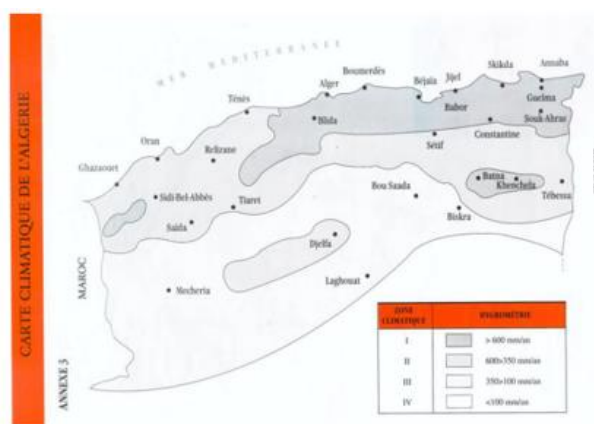 CARTE CLIMATIQUE DE L'ALGERIE
ANNEXE 3
MAROC
MER MEDITERRANEE
Annaba
Skikda
Jijel
Béjaia
Boumerdès
Alger
Guelma
Babor
Souk-Ahras
Ténès
Blida
Constantine
Oran
Sétif
Relizane
Ghazaouet
Batna
Khenchela
Tébessa
Sidi-Bel-Abbès
Bou Saada
Tiaret
Biskra
Saida
Djelfa
Laghouat
Mecheria
ZONE CLIMATIQUE HYGROMÉTRIE
I > 600 mm/an
II 600>350 mm/an
III 350>100 mm/an
IV <100 mm/an